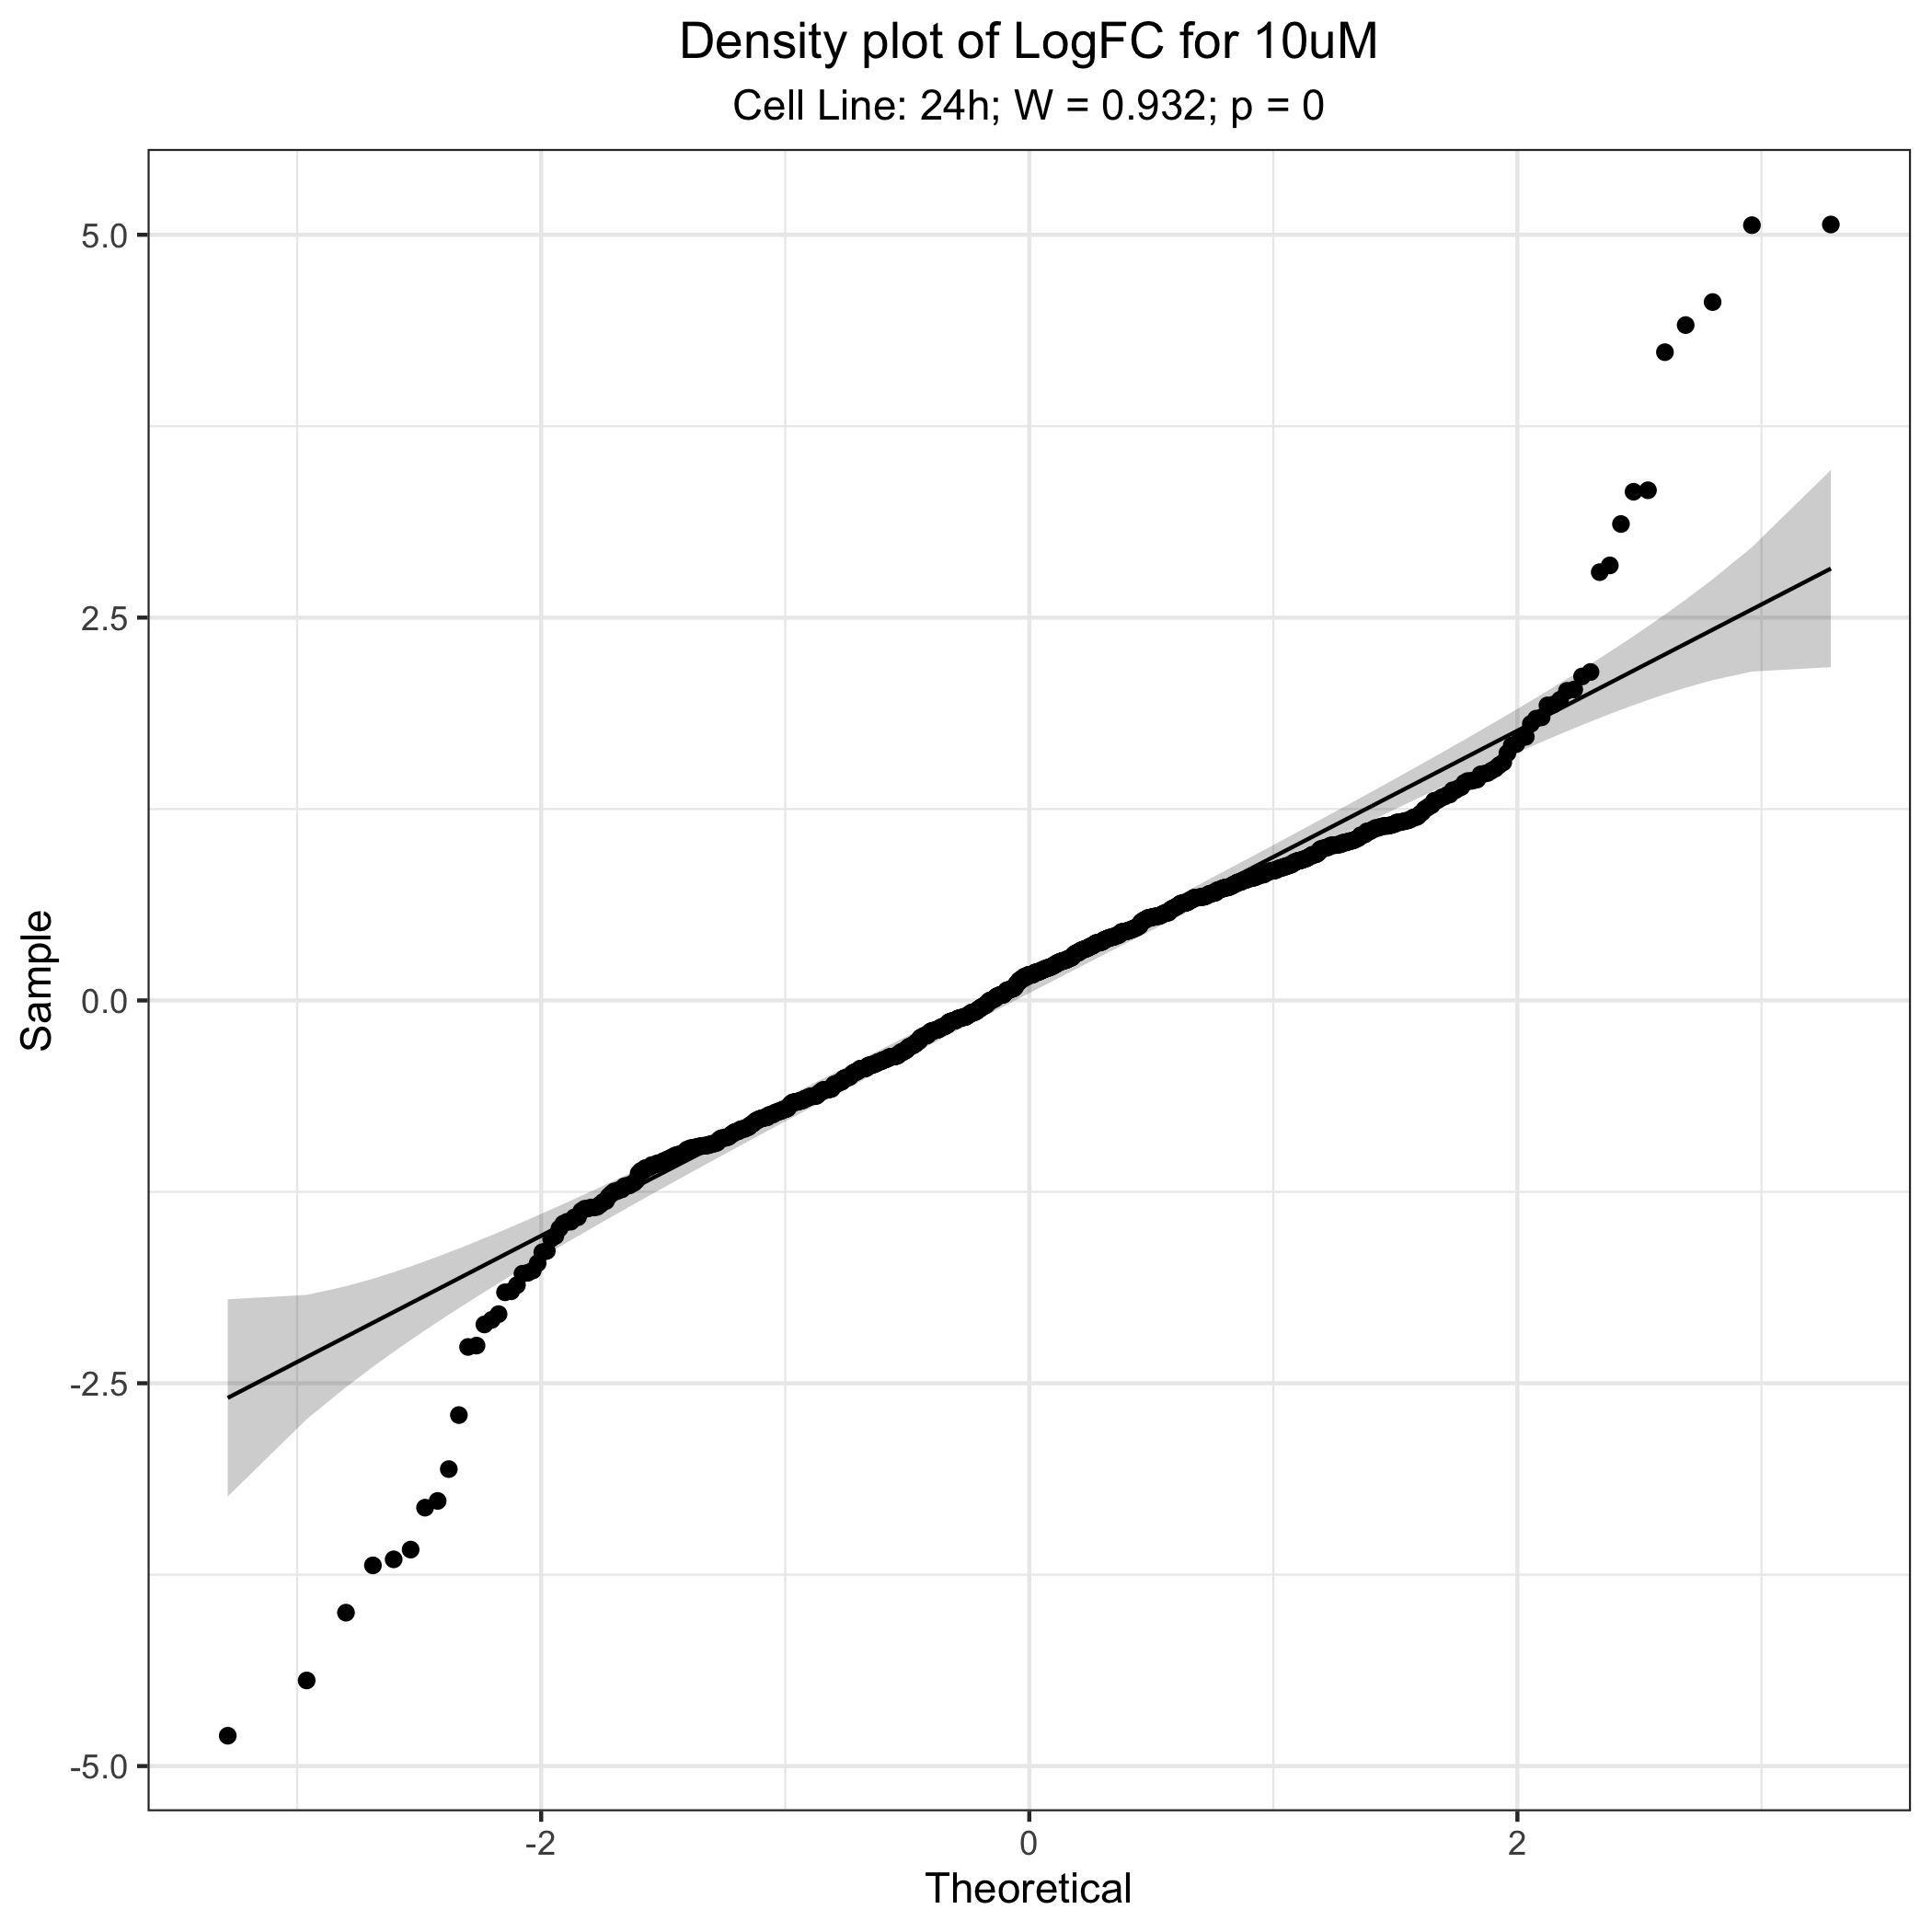 Density plot of LogFC for 10uM
Cell Line: 24h; W = 0.932; p = 0
5.0
2.5
0.0
-2.5
-5.0
Sample
-2
0
2
Theoretical